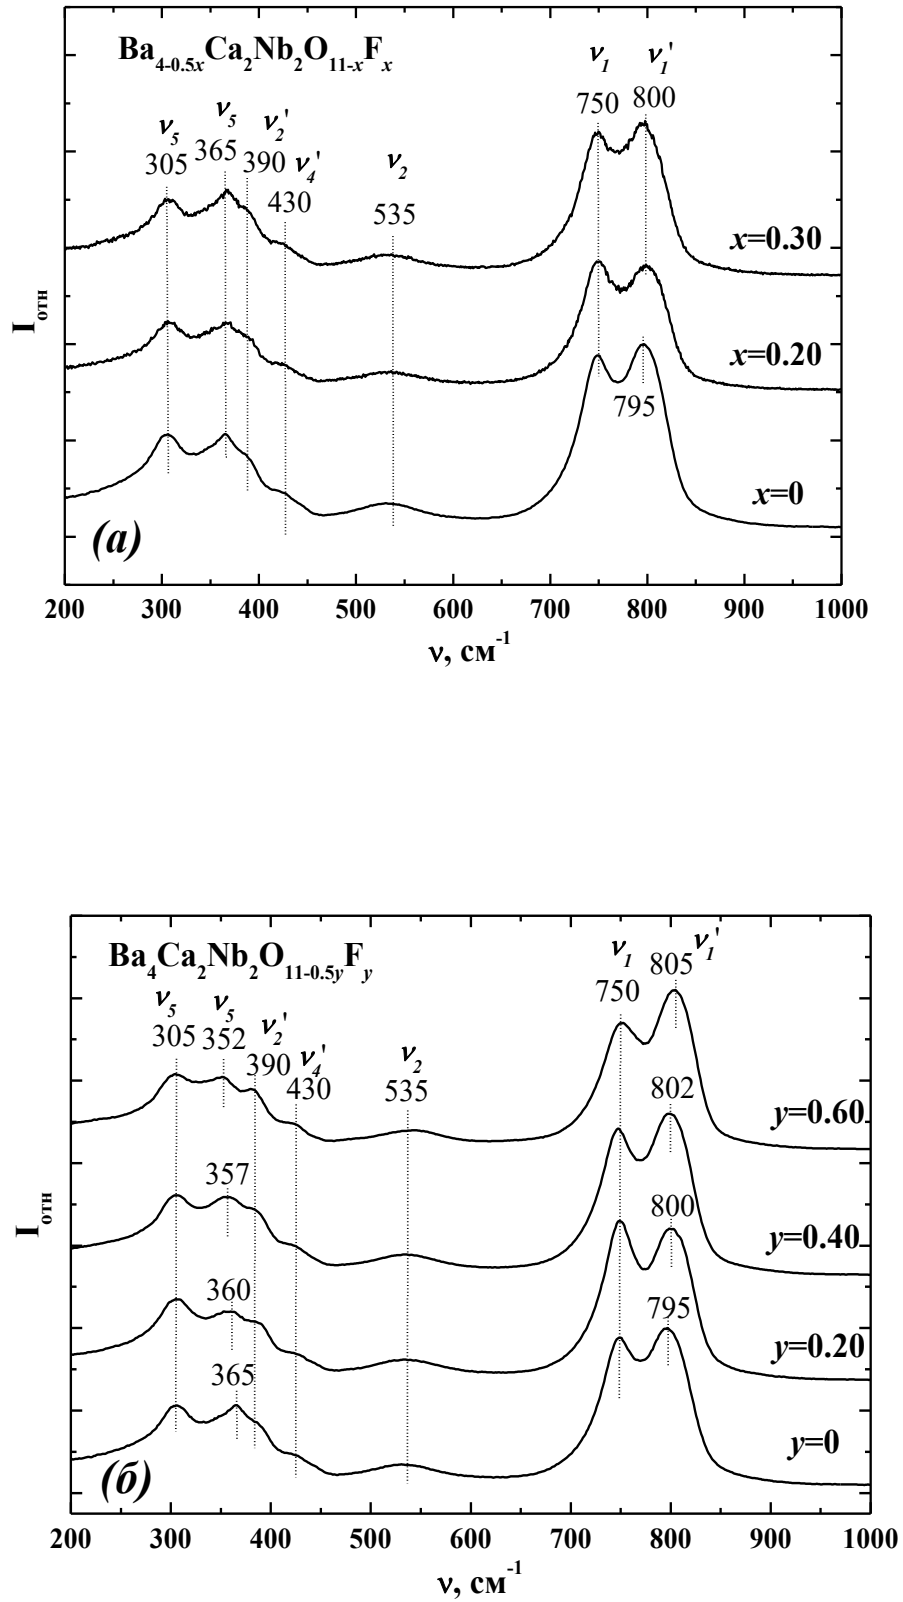 Ba4-0.5xCa2Nb2O11-xFx
ν1 ν1'
750 800
ν5 ν5 ν2' ν4' ν2
305 365 390 430 535
x=0.30
x=0.20
795
x=0
Iотн
(а)
200 300 400 500 600 700 800 900 1000
ν, см-1
Ba4Ca2Nb2O11-0.5yFy
ν1 805 ν1'
750
ν5 ν5 ν2' ν4' ν2
305 352 390 430 535
802
y=0.60
357
800
y=0.40
360
795
y=0.20
365
y=0
Iотн
(б)
200 300 400 500 600 700 800 900 1000
ν, см-1